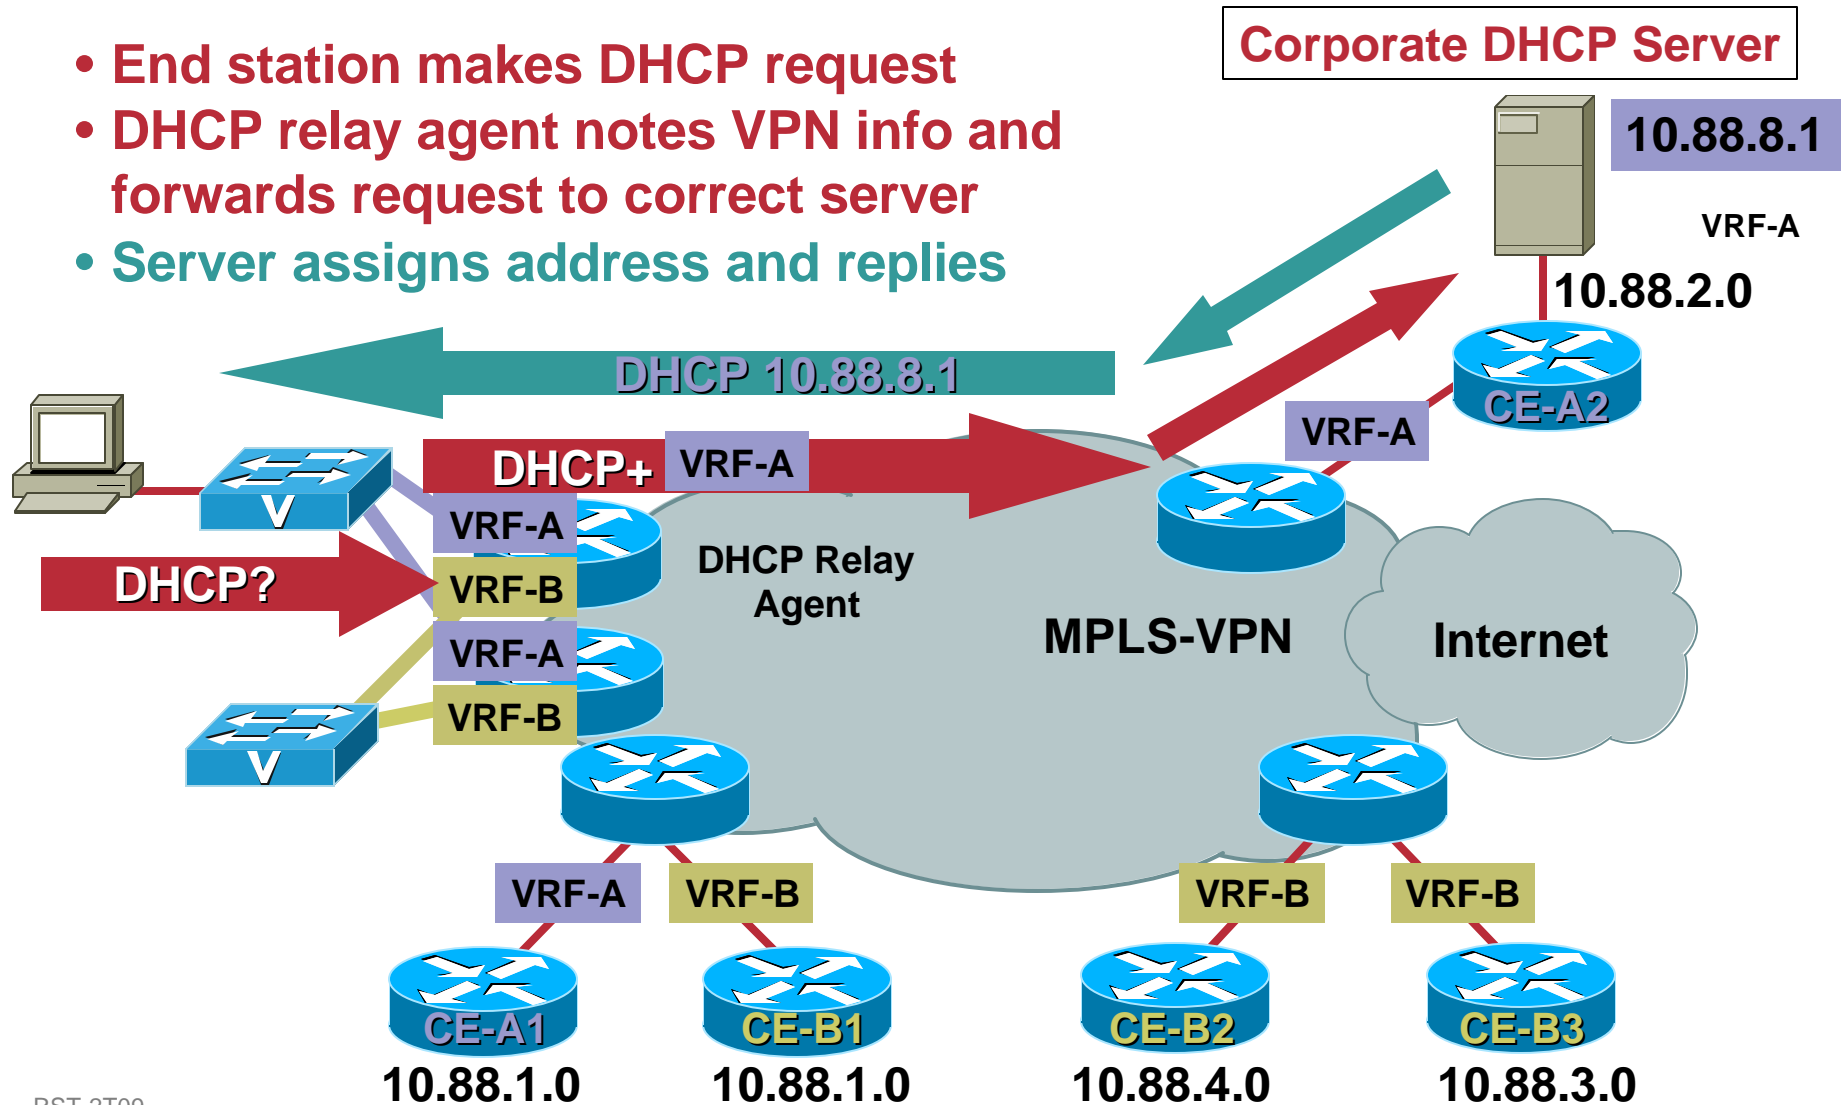 Corporate DHCP Server
• End station makes DHCP request
• DHCP relay agent notes VPN info and
forwards request to correct server
• Server assigns address and replies
10.88.8.1
VRF-A
10.88.2.0
DHCP 10.88.8.1
CE-A2
VRF-A
DHCP+ VRF-A
V
VRF-A
DHCP?
VRF-B
DHCP Relay
Agent
MPLS-VPN
Internet
VRF-A
VRF-B
V
VRF-A
VRF-B
VRF-B
VRF-B
CE-A1
CE-B1
CE-B2
CE-B3
10.88.1.0
10.88.1.0
10.88.4.0
10.88.3.0